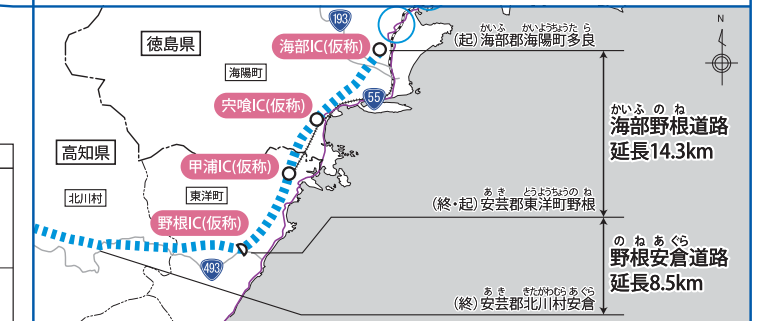 193
N
徳島県
海部IC(仮称)
かいふ かいようちょうたら
(起)海部郡海陽町多良
海陽町
55
宍喰IC(仮称)
かいふ の ね
海部野根道路
延長14.3km
高知県
甲浦IC(仮称)
北川村
東洋町
あき とうようちょうの ね
(終・起)安芸郡東洋町野根
野根IC(仮称)
の ね あ ぐら
野根安倉道路
延長8.5km
493
あき きたがわむら あ ぐら
(終)安芸郡北川村安倉